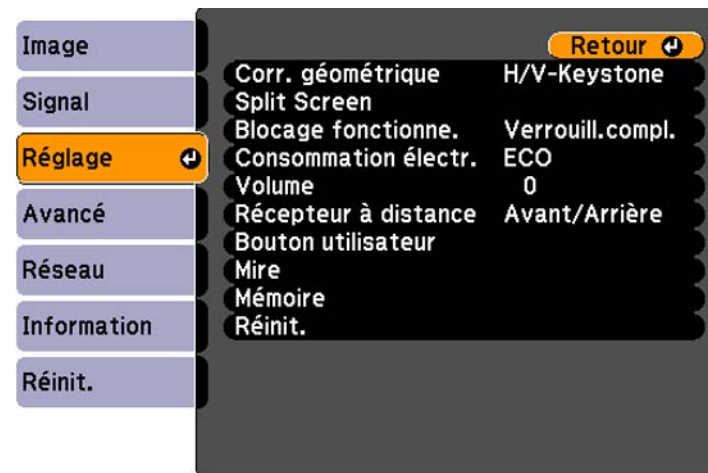 Image
Signal
Réglage
Avancé
Réseau
Information
Réinit.
Retour
Corr. géométrique H/V-Keystone
Split Screen
Blocage fonctionne. Verrouill.compl.
Consommation électr. ECO
Volume 0
Récepteur à distance Avant/Arrière
Bouton utilisateur
Mire
Mémoire
Réinit.